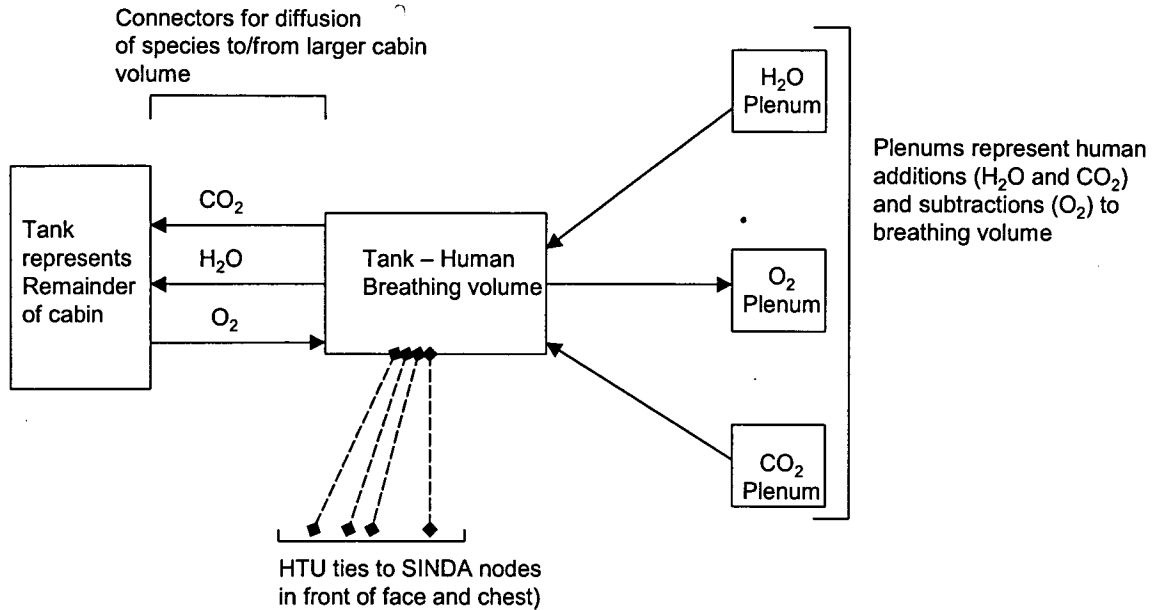 Connectors for diffusion
of species to/from larger cabin
volume
H₂O
Plenum
Plenums represent human
additions (H₂O and CO₂)
and subtractions (O₂) to
breathing volume
Tank
represents
Remainder
of cabin
CO₂
H₂O
O₂
Tank – Human
Breathing volume
O₂
Plenum
CO₂
Plenum
HTU ties to SINDA nodes
in front of face and chest)